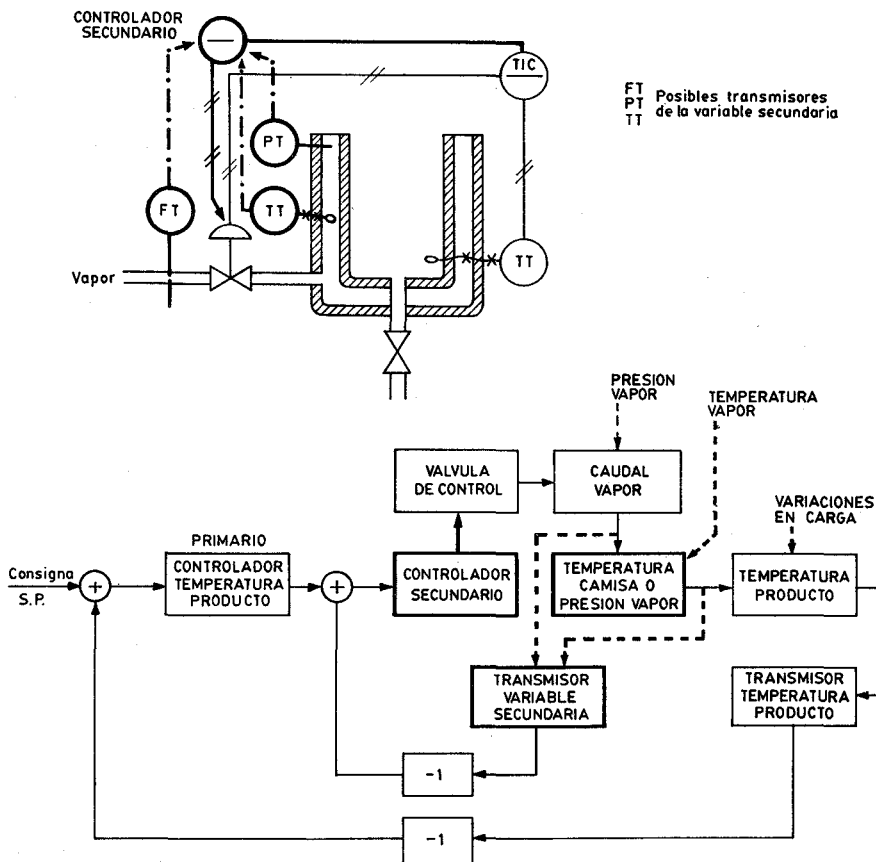 CONTROLADOR
SECUNDARIO
TIC
FT
PT
TT
Posibles transmisores
de la variable secundaria
PT
FT
TT
TT
Vapor
PRESION
VAPOR
TEMPERATURA
VAPOR
VALVULA
DE CONTROL
CAUDAL
VAPOR
VARIACIONES
EN CARGA
PRIMARIO
Consigna
S.P.
+
CONTROLADOR
TEMPERATURA
PRODUCTO
+
CONTROLADOR
SECUNDARIO
TEMPERATURA
CAMISA O
PRESION VAPOR
TEMPERATURA
PRODUCTO
TRANSMISOR
VARIABLE
SECUNDARIA
TRANSMISOR
TEMPERATURA
PRODUCTO
-1
-1